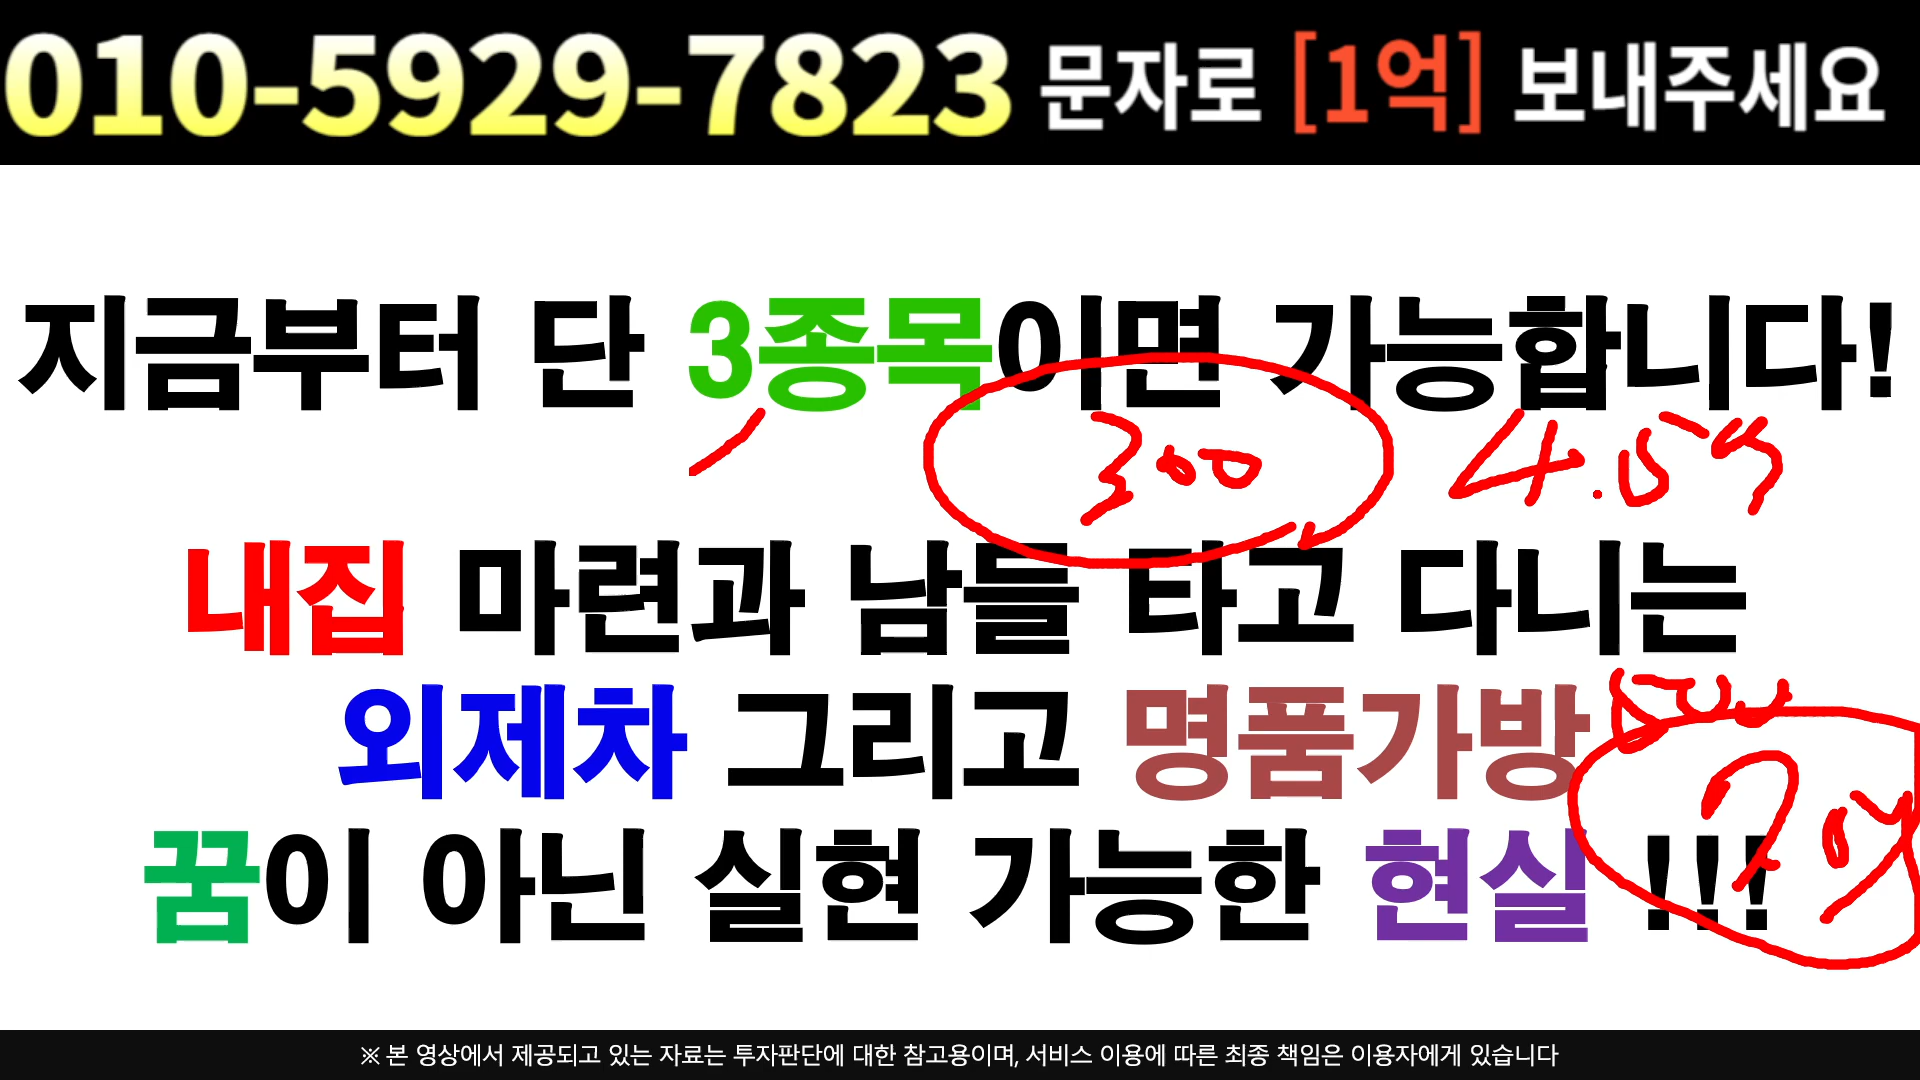 010-5929-7823 문자로 [1억] 보내주세요
지금부터 단 3종목이면 가능합니다!
300 4.5억
내집 마련과 남들 타고 다니는
외제차 그리고 명품가방
500
꿈이 아닌 실현 가능한 현실 !!!
※ 본 영상에서 제공되고 있는 자료는 투자판단에 대한 참고용이며, 서비스 이용에 따른 최종 책임은 이용자에게 있습니다